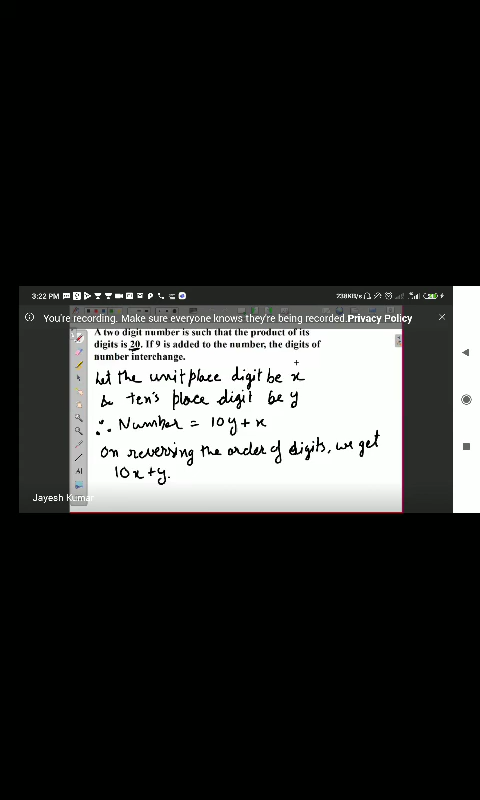 3:22 PM
238KB/s
You're recording. Make sure everyone knows they're being recorded. Privacy Policy
A two digit number is such that the product of its
digits is 20. If 9 is added to the number, the digits of
number interchange.
Let the unit place digit be x
& ten's place digit be y
∴ Number = 10y + x
On reversing the order of digits, we get
10x + y.
Jayesh Kumar